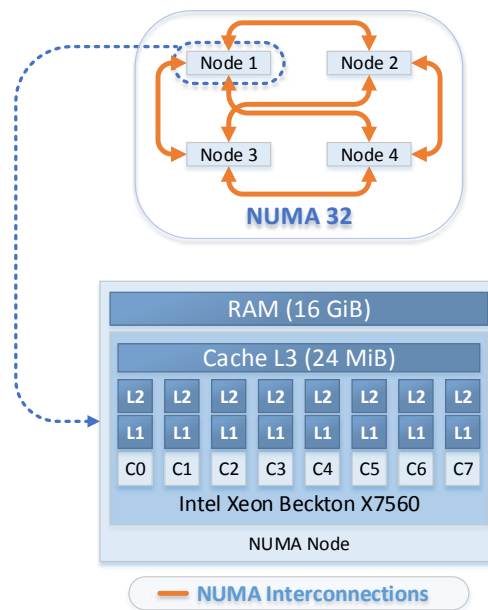 Node 1 Node 2
Node 3 Node 4
NUMA 32
RAM (16 GiB)
Cache L3 (24 MiB)
L2 L2 L2 L2 L2 L2 L2 L2
L1 L1 L1 L1 L1 L1 L1 L1
C0 C1 C2 C3 C4 C5 C6 C7
Intel Xeon Beckton X7560
NUMA Node
NUMA Interconnections